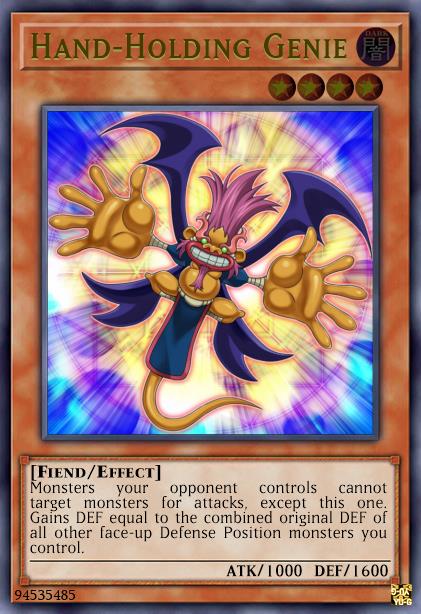 HAND-HOLDING GENIE
DARK
闇
[FIEND/EFFECT]
Monsters your opponent controls cannot
target monsters for attacks, except this one.
Gains DEF equal to the combined original DEF of
all other face-up Defense Position monsters you
control.
ATK/1000 DEF/1600
94535485